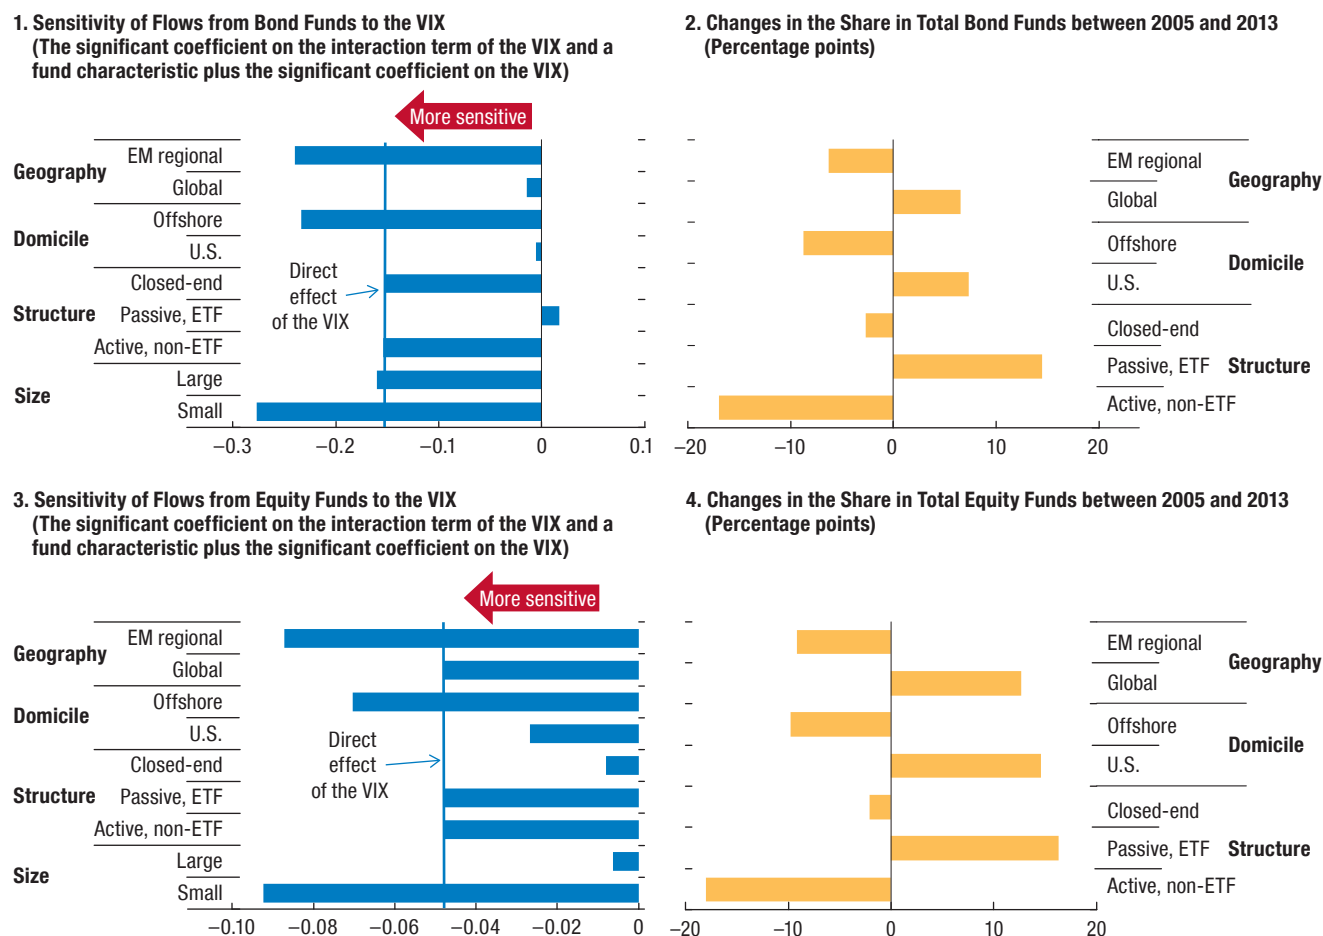 1. Sensitivity of Flows from Bond Funds to the VIX
(The significant coefficient on the interaction term of the VIX and a
fund characteristic plus the significant coefficient on the VIX)
More sensitive
Geography
EM regional
Global
Domicile
Offshore
U.S.
Structure
Closed-end
Passive, ETF
Active, non-ETF
Size
Large
Small
Direct
effect
of the VIX
−0.3 −0.2 −0.1 0 0.1
2. Changes in the Share in Total Bond Funds between 2005 and 2013
(Percentage points)
EM regional
Global
Geography
Offshore
U.S.
Domicile
Closed-end
Passive, ETF
Active, non-ETF
Structure
−20 −10 0 10 20
3. Sensitivity of Flows from Equity Funds to the VIX
(The significant coefficient on the interaction term of the VIX and a
fund characteristic plus the significant coefficient on the VIX)
More sensitive
Geography
EM regional
Global
Domicile
Offshore
U.S.
Structure
Closed-end
Passive, ETF
Active, non-ETF
Size
Large
Small
Direct
effect
of the VIX
−0.10 −0.08 −0.06 −0.04 −0.02 0
4. Changes in the Share in Total Equity Funds between 2005 and 2013
(Percentage points)
EM regional
Global
Geography
Offshore
U.S.
Domicile
Closed-end
Passive, ETF
Active, non-ETF
Structure
−20 −10 0 10 20